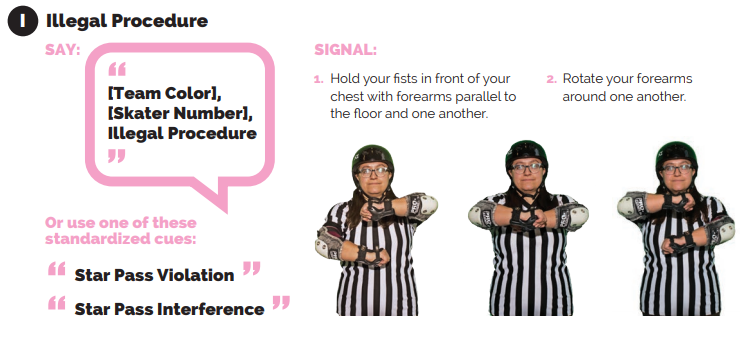 I Illegal Procedure
SAY:
“
[Team Color],
[Skater Number],
Illegal Procedure
”
Or use one of these
standardized cues:
“ Star Pass Violation ”
“ Star Pass Interference ”
SIGNAL:
1. Hold your fists in front of your
chest with forearms parallel to
the floor and one another.
2. Rotate your forearms
around one another.